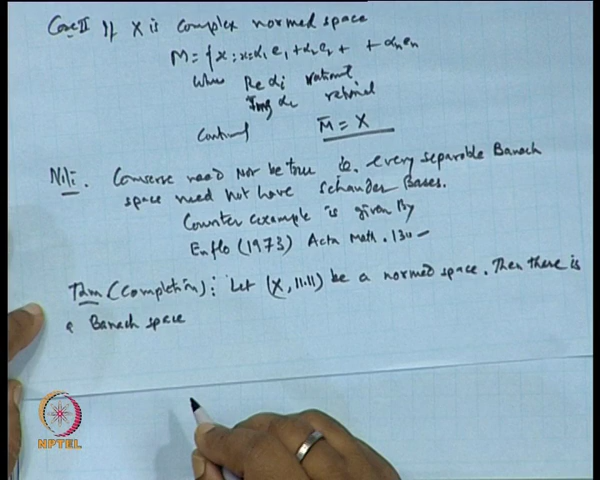 Case II If X is complex normed space
M = {x : x = α1 e1 + α2 e2 + + αn en
where Re αi rational
Img αi rational
M̄ = X
Note. Converse need not be true ie. every separable Banach
space need not have Schauder Bases.
Counter example is given By
Enflo (1973) Acta Math. 130 –
Thm (Completion): Let (X, ||.||) be a normed space. Then there is
a Banach space
NPTEL